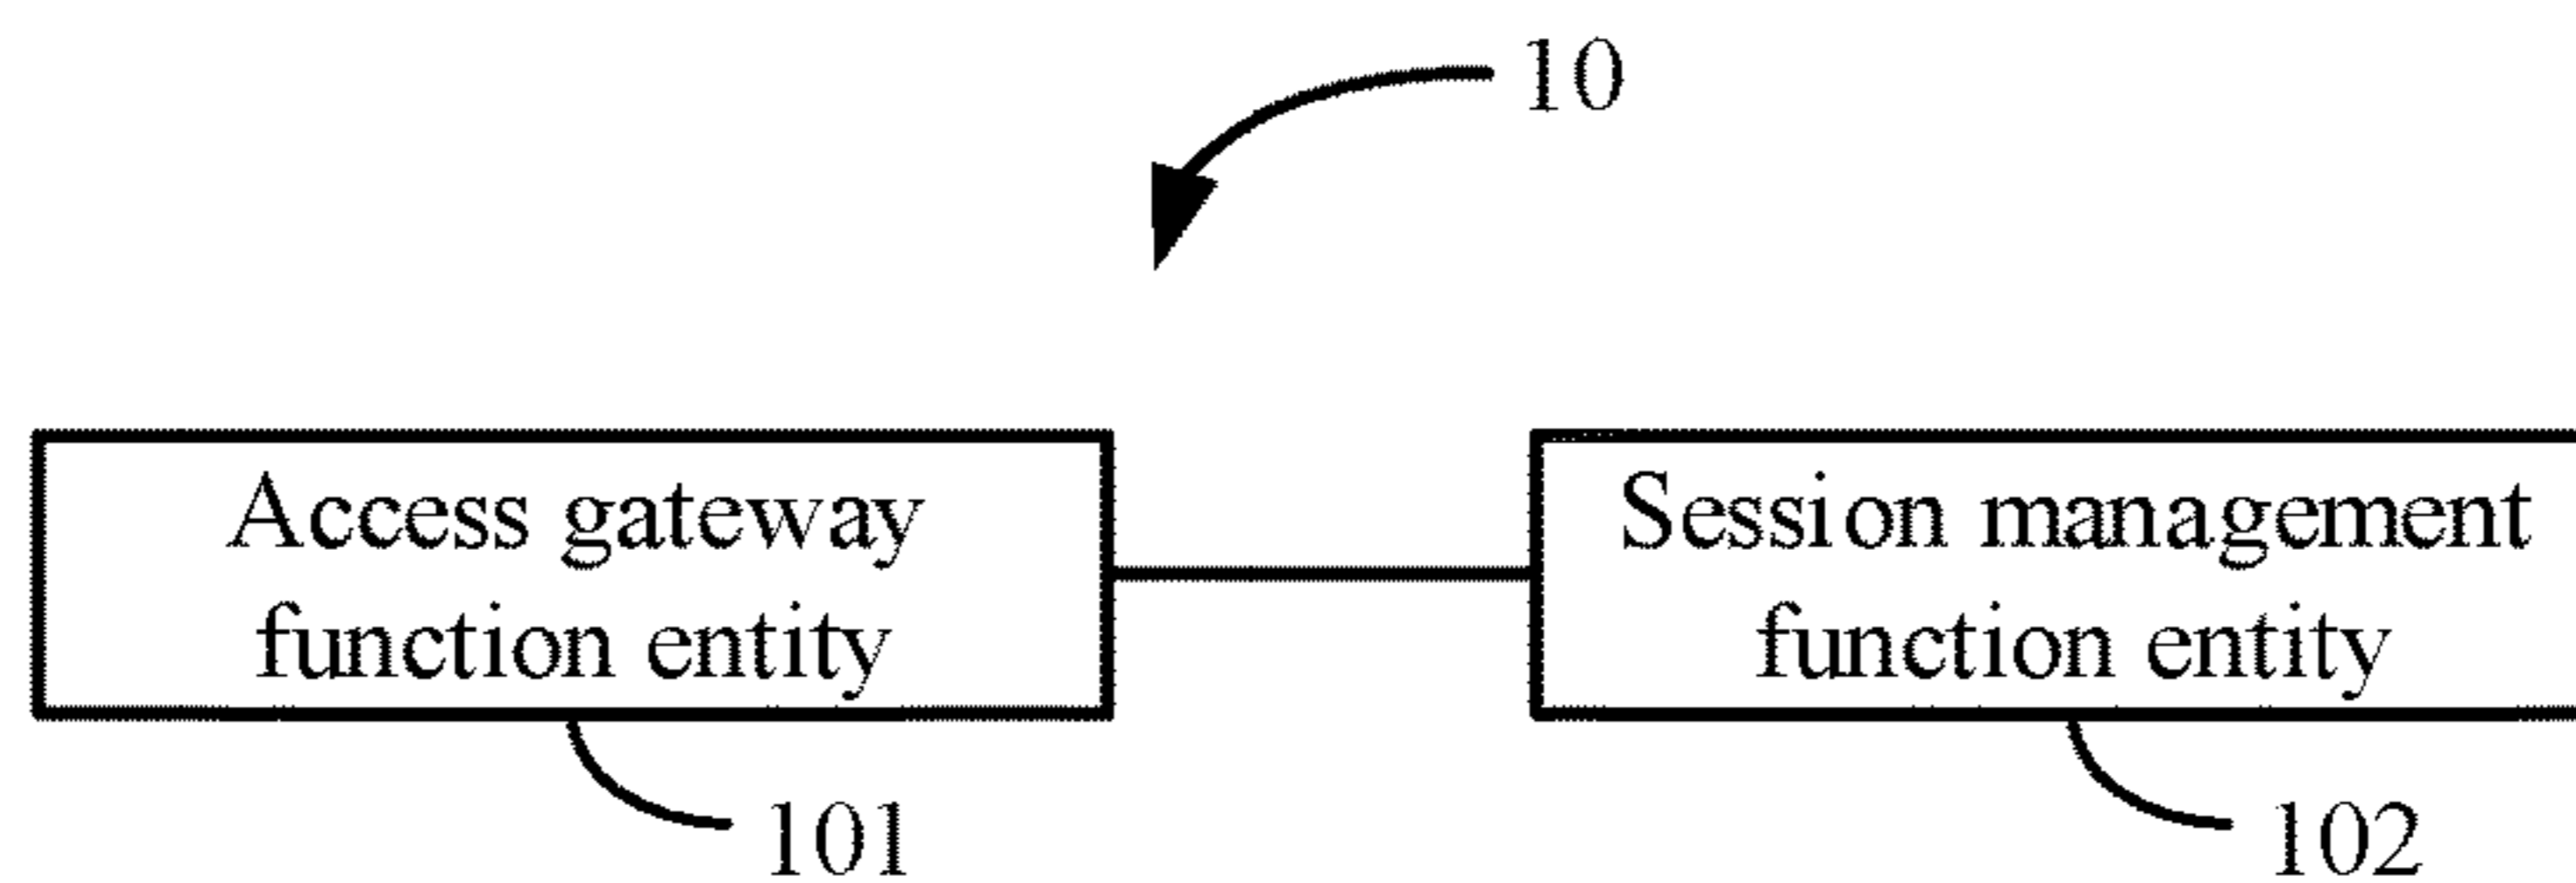 10
Access gateway
function entity
Session management
function entity
101
102